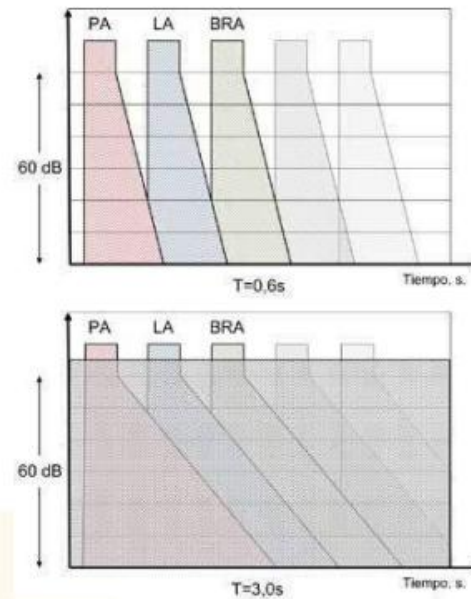 PA LA BRA
60 dB
Tiempo, s.
T=0,6s
PA LA BRA
60 dB
Tiempo, s.
T=3,0s